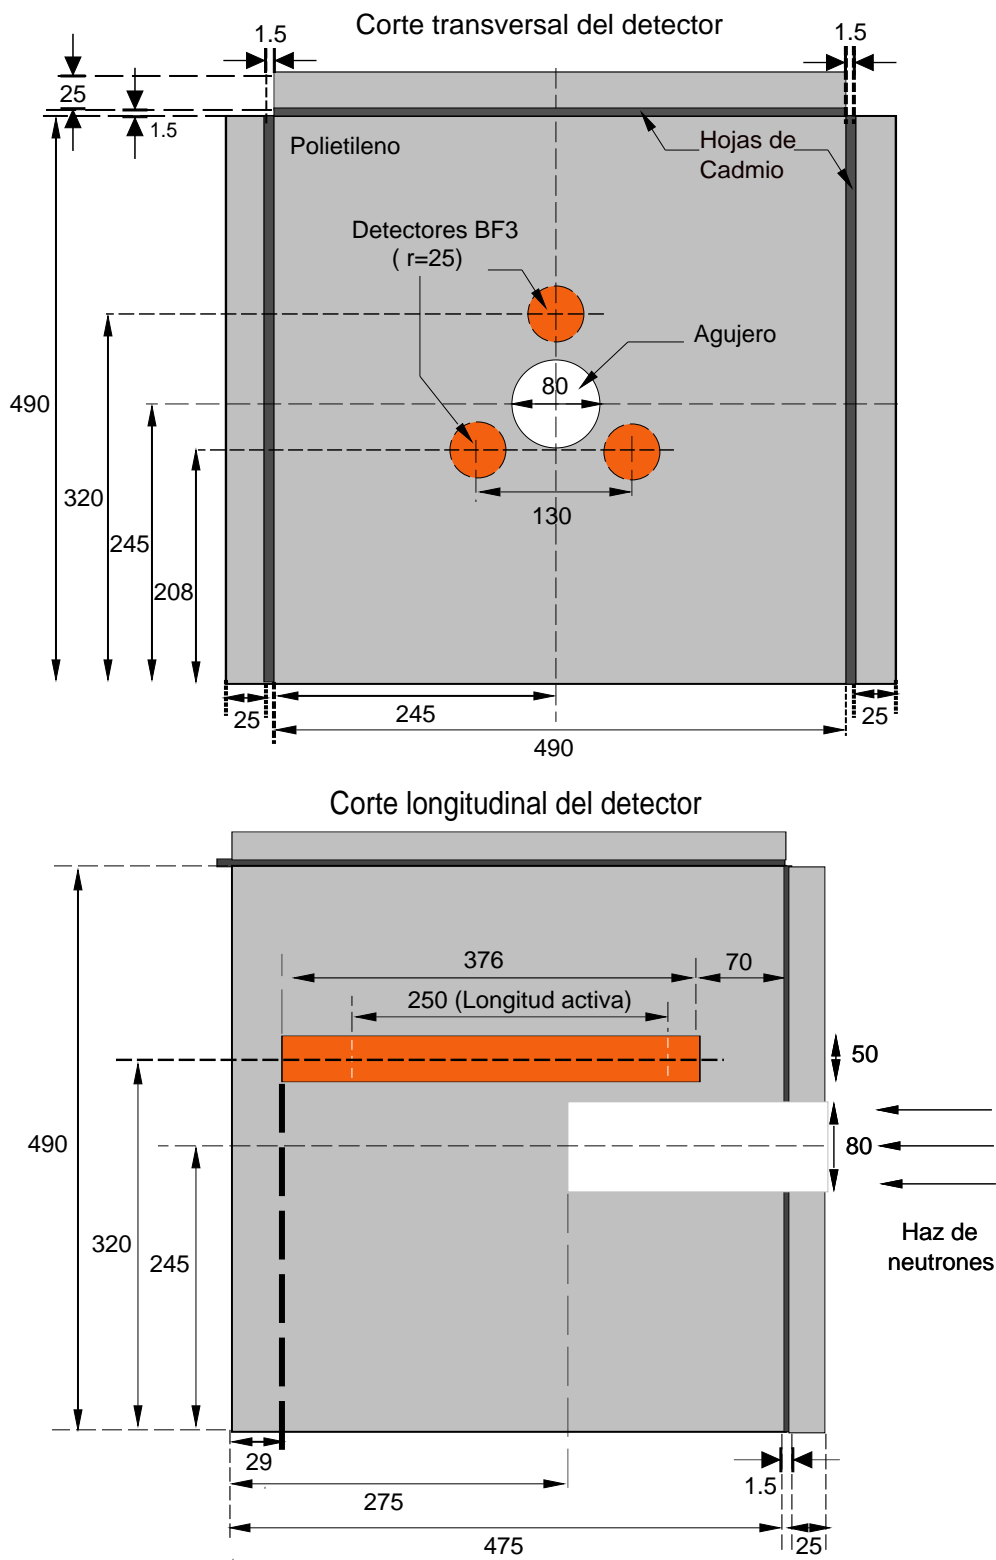 Corte transversal del detector
1.5
1.5
25
1.5
Polietileno
Hojas de
Cadmio
Detectores BF3
( r=25)
Agujero
80
490
320
245
208
130
25
245
25
490
Corte longitudinal del detector
376
70
250 (Longitud activa)
50
490
80
320
245
Haz de
neutrones
29
1.5
275
475
25